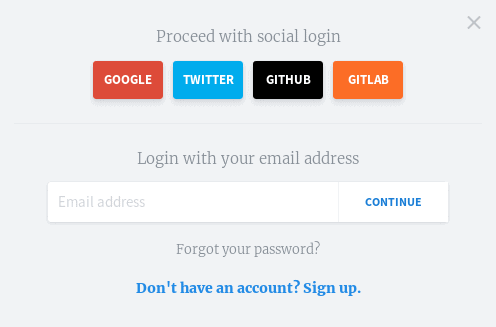 Proceed with social login
GOOGLE TWITTER GITHUB GITLAB
Login with your email address
Email address CONTINUE
Forgot your password?
Don't have an account? Sign up.